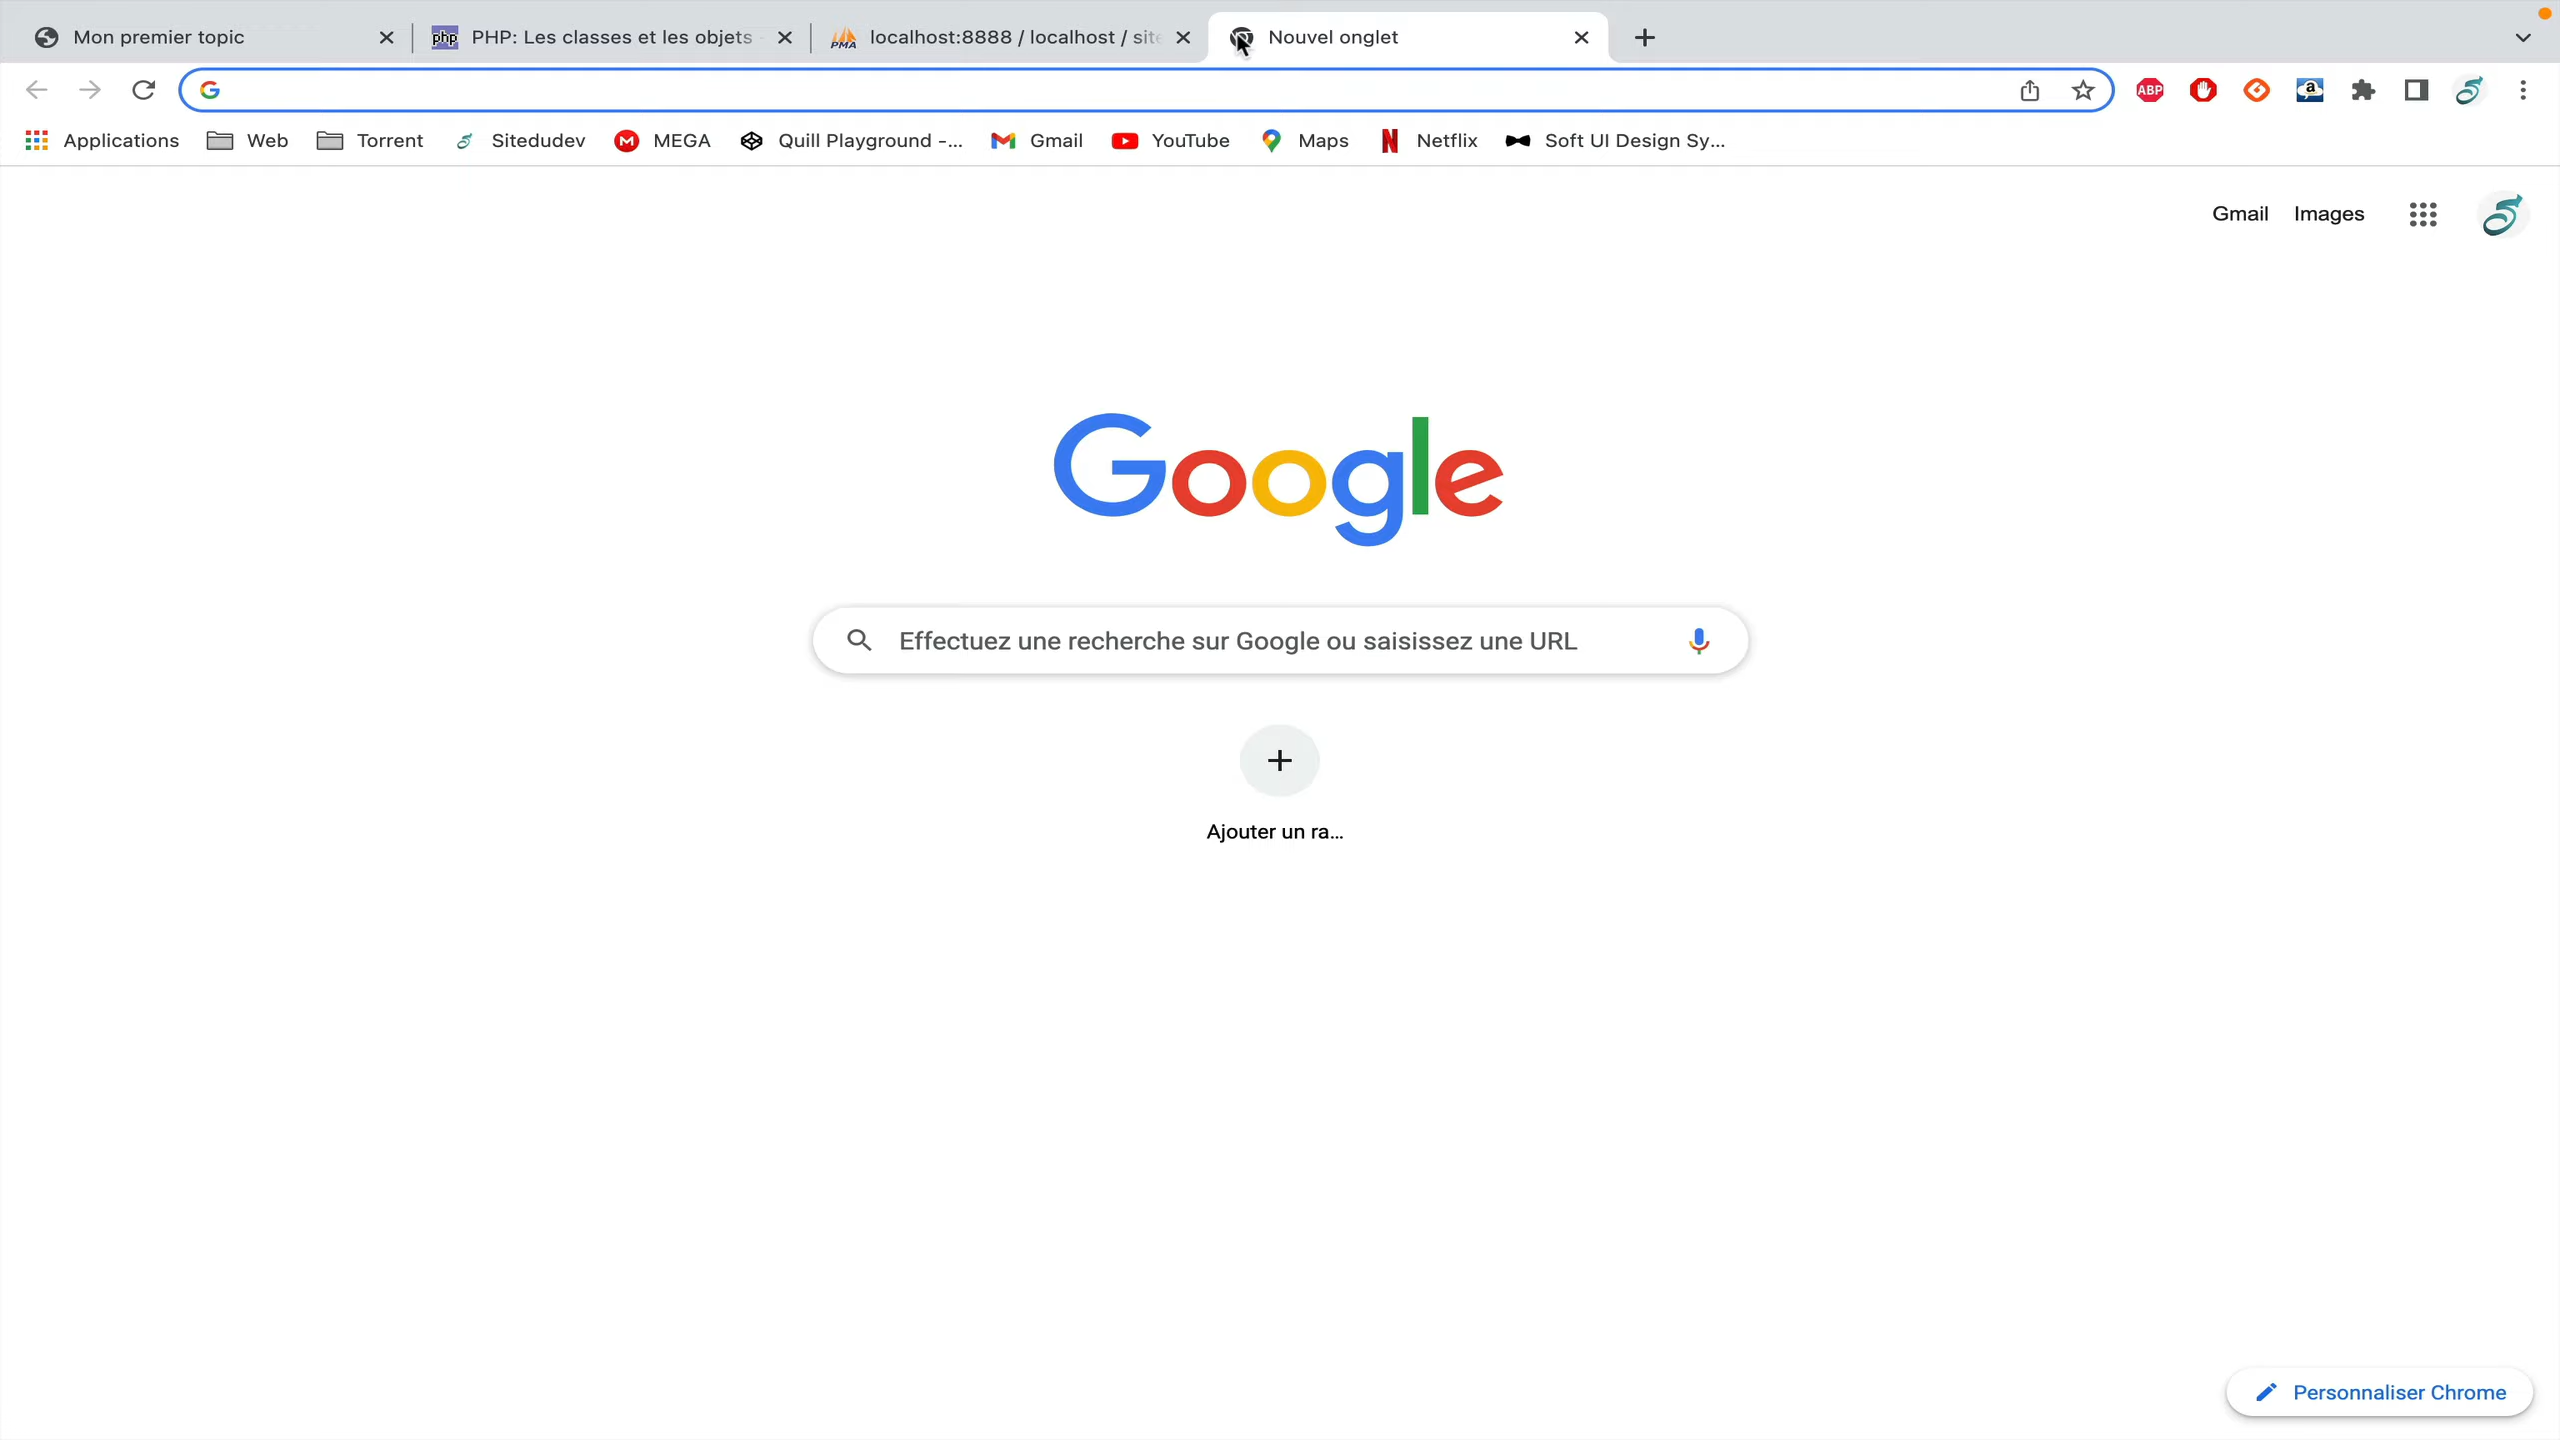 Mon premier topic
php PHP: Les classes et les objets
PMA localhost:8888 / localhost / site
Nouvel onglet
ABP
a
Applications Web Torrent Sitedudev M MEGA Quill Playground -... Gmail YouTube Maps Netflix Soft UI Design Sy...
Gmail Images
Google
Effectuez une recherche sur Google ou saisissez une URL
Ajouter un ra...
Personnaliser Chrome